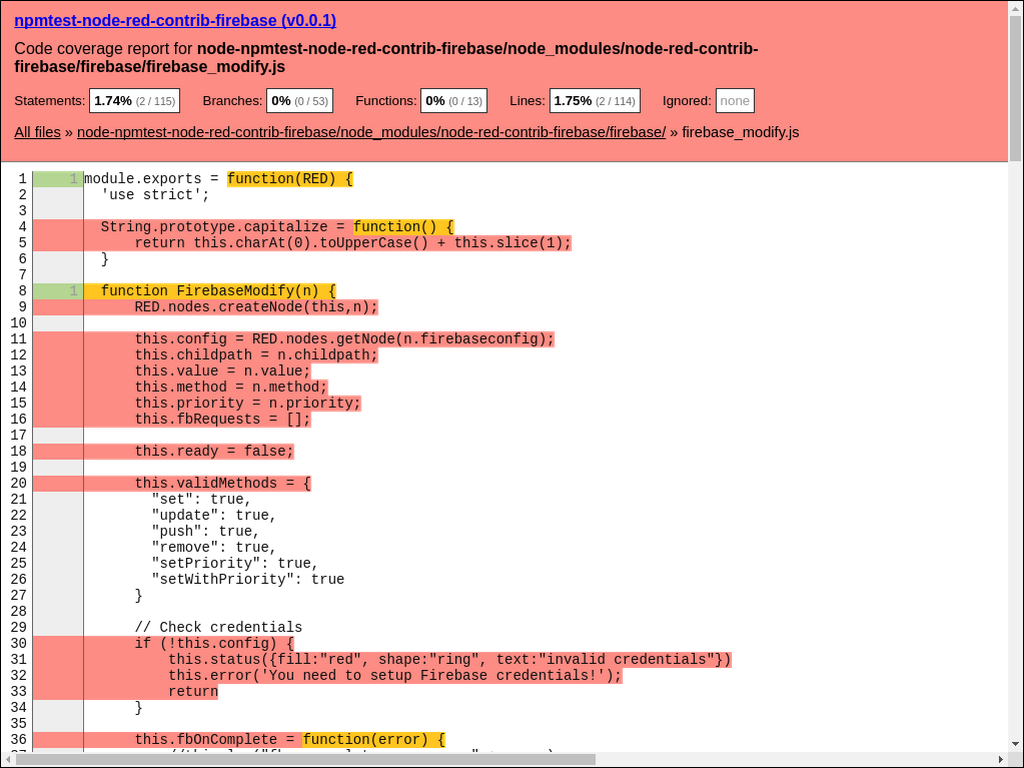 npmtest-node-red-contrib-firebase (v0.0.1)
Code coverage report for node-npmtest-node-red-contrib-firebase/node_modules/node-red-contrib-
firebase/firebase/firebase_modify.js
Statements: 1.74% (2 / 115) Branches: 0% (0 / 53) Functions: 0% (0 / 13) Lines: 1.75% (2 / 114) Ignored: none
All files » node-npmtest-node-red-contrib-firebase/node_modules/node-red-contrib-firebase/firebase/ » firebase_modify.js
1 1 module.exports = function(RED) {
2 'use strict';
3
4 String.prototype.capitalize = function() {
5 return this.charAt(0).toUpperCase() + this.slice(1);
6 }
7
8 1 function FirebaseModify(n) {
9 RED.nodes.createNode(this,n);
10
11 this.config = RED.nodes.getNode(n.firebaseconfig);
12 this.childpath = n.childpath;
13 this.value = n.value;
14 this.method = n.method;
15 this.priority = n.priority;
16 this.fbRequests = [];
17
18 this.ready = false;
19
20 this.validMethods = {
21 "set": true,
22 "update": true,
23 "push": true,
24 "remove": true,
25 "setPriority": true,
26 "setWithPriority": true
27 }
28
29 // Check credentials
30 if (!this.config) {
31 this.status({fill:"red", shape:"ring", text:"invalid credentials"})
32 this.error('You need to setup Firebase credentials!');
33 return
34 }
35
36 this.fbOnComplete = function(error) {